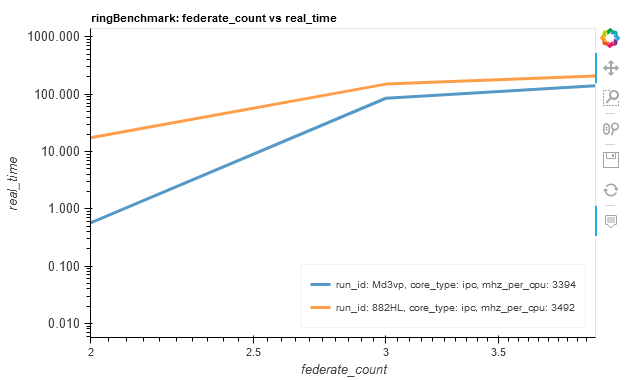 ringBenchmark: federate_count vs real_time
1000.000
100.000
10.000
1.000
0.100
0.010
real_time
run_id: Md3vp, core_type: ipc, mhz_per_cpu: 3394
run_id: 882HL, core_type: ipc, mhz_per_cpu: 3492
2
2.5
3
3.5
federate_count